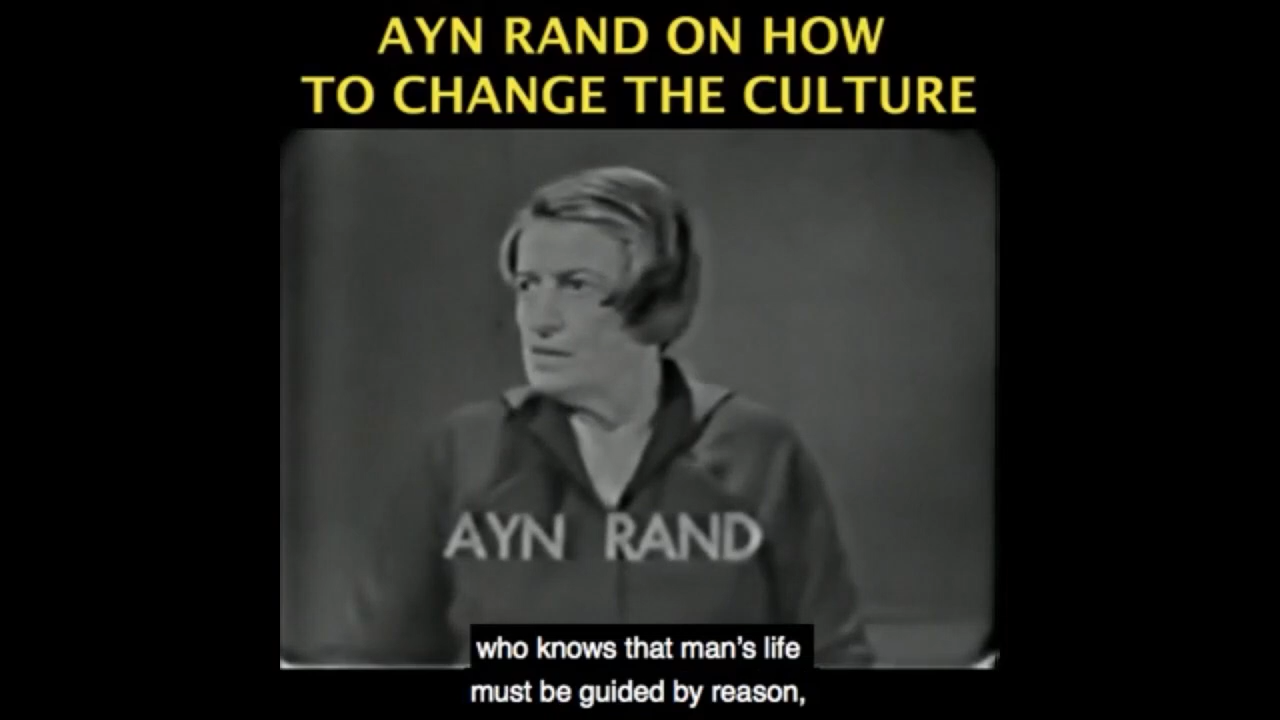 AYN RAND ON HOW
TO CHANGE THE CULTURE
AYN RAND
who knows that man's life
must be guided by reason,